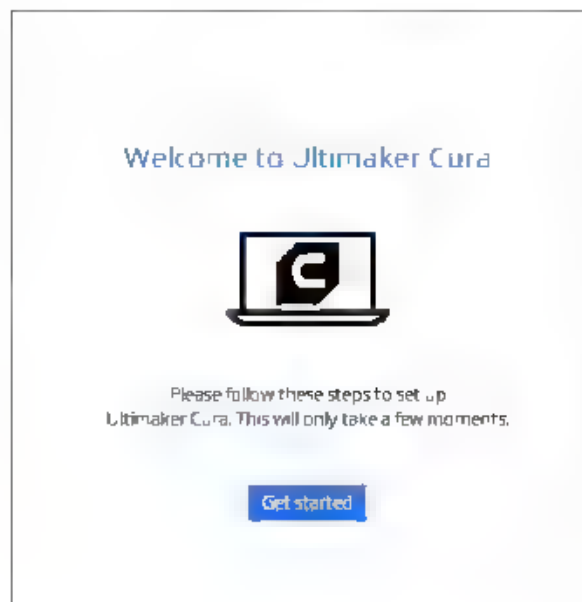 Welcome to Ultimaker Cura
C
Please follow these steps to set up
Ultimaker Cura. This will only take a few moments.
Get started